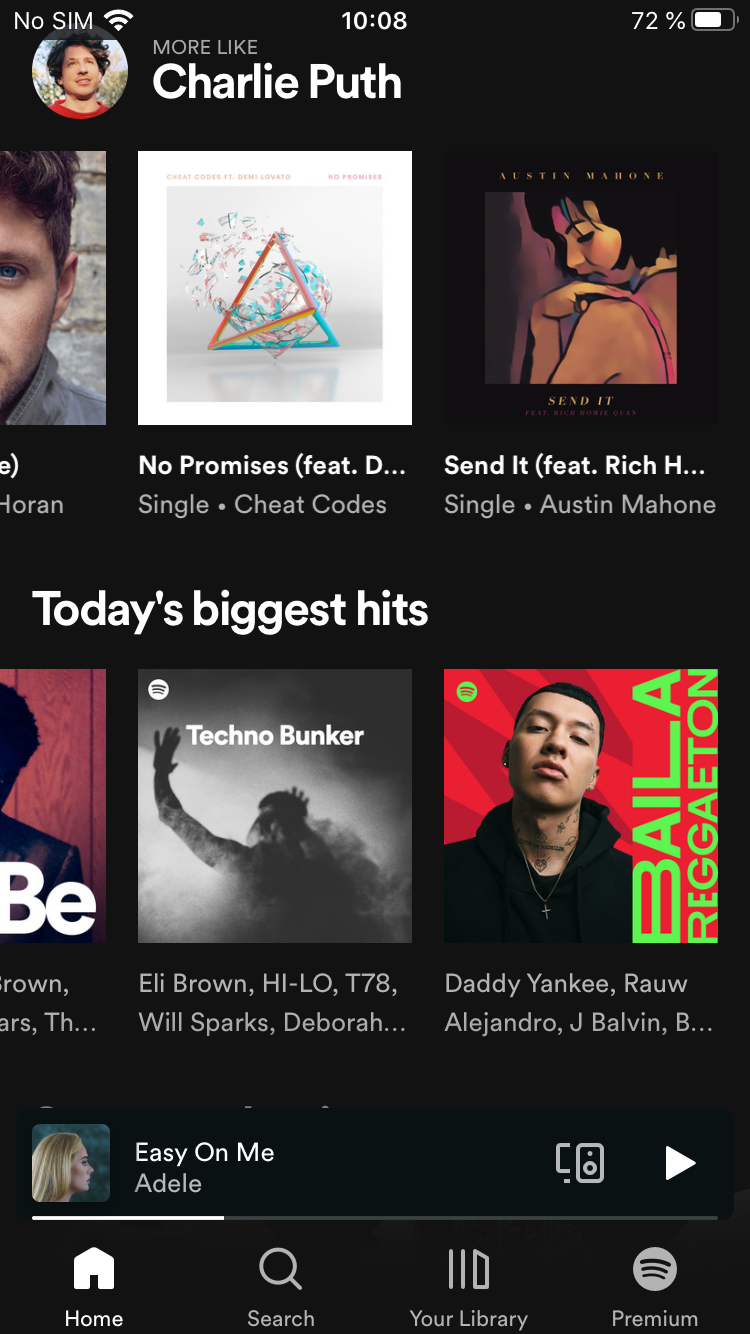 No SIM 10:08 72 %
MORE LIKE
Charlie Puth
CHEAT CODES FT. DEMI LOVATO NO PROMISES
AUSTIN MAHONE
SEND IT
FEAT. RICH HOMIE QUAN
e) No Promises (feat. D... Send It (feat. Rich H...
Horan Single • Cheat Codes Single • Austin Mahone
Today's biggest hits
Be
Techno Bunker
BAILA
REGGAETON
Brown, Eli Brown, HI-LO, T78, Daddy Yankee, Rauw
ars, Th... Will Sparks, Deborah... Alejandro, J Balvin, B...
Easy On Me
Adele
Home Search Your Library Premium